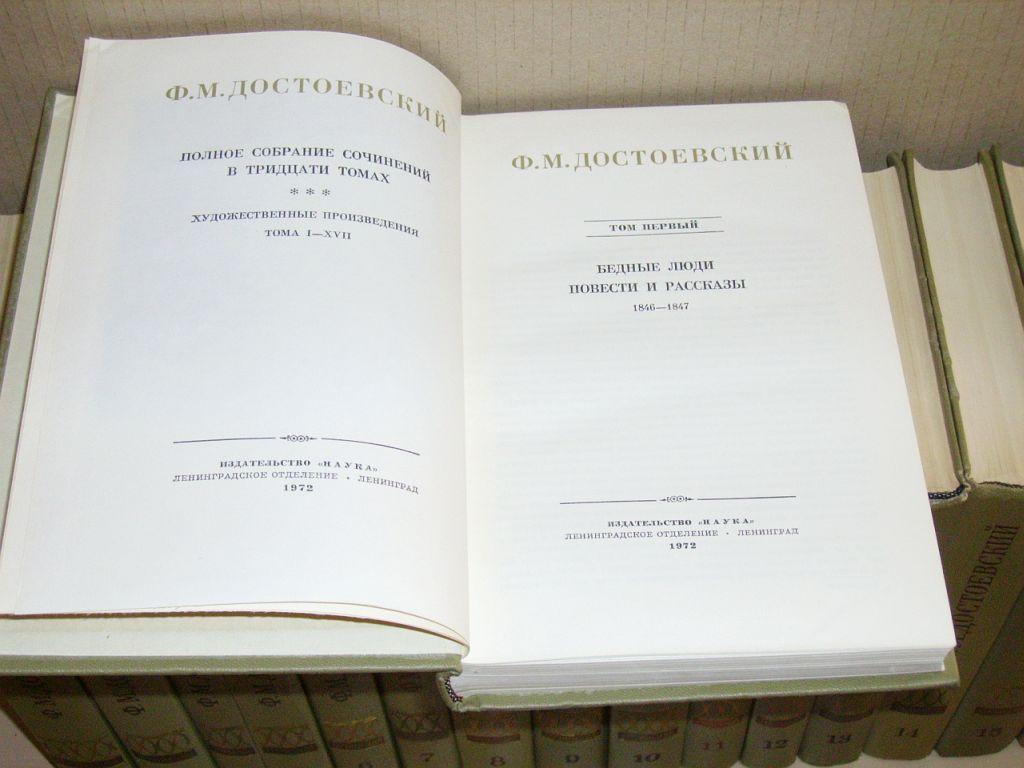 Ф.М.ДОСТОЕВСКИЙ
ПОЛНОЕ СОБРАНИЕ СОЧИНЕНИЙ
В ТРИДЦАТИ ТОМАХ
***
ХУДОЖЕСТВЕННЫЕ ПРОИЗВЕДЕНИЯ
ТОМА I—XVII
ИЗДАТЕЛЬСТВО «НАУКА»
ЛЕНИНГРАДСКОЕ ОТДЕЛЕНИЕ · ЛЕНИНГРАД
1972
Ф.М.ДОСТОЕВСКИЙ
ТОМ ПЕРВЫЙ
БЕДНЫЕ ЛЮДИ
ПОВЕСТИ И РАССКАЗЫ
1846—1847
ИЗДАТЕЛЬСТВО «НАУКА»
ЛЕНИНГРАДСКОЕ ОТДЕЛЕНИЕ · ЛЕНИНГРАД
1972
ДОСТОЕВСКИЙ
6
7
8
9
10
11
12
13
14
15